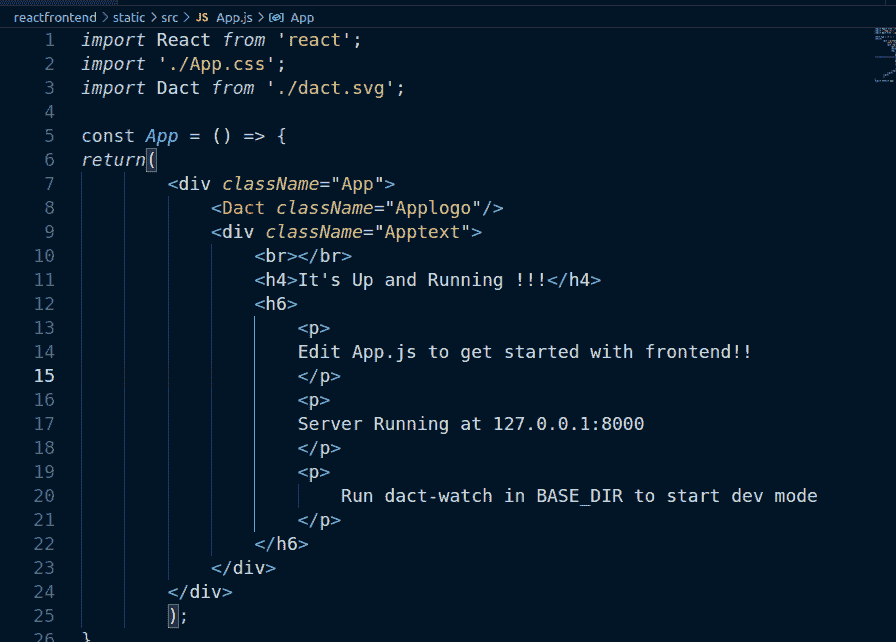 reactfrontend > static > src > JS App.js > App
1 import React from 'react';
2 import './App.css';
3 import Dact from './dact.svg';
4
5 const App = () => {
6 return(
7 <div className="App">
8 <Dact className="Applogo"/>
9 <div className="Apptext">
10 <br></br>
11 <h4>It's Up and Running !!!</h4>
12 <h6>
13 <p>
14 Edit App.js to get started with frontend!!
15 </p>
16 <p>
17 Server Running at 127.0.0.1:8000
18 </p>
19 <p>
20 Run dact-watch in BASE_DIR to start dev mode
21 </p>
22 </h6>
23 </div>
24 </div>
25 );
26 }